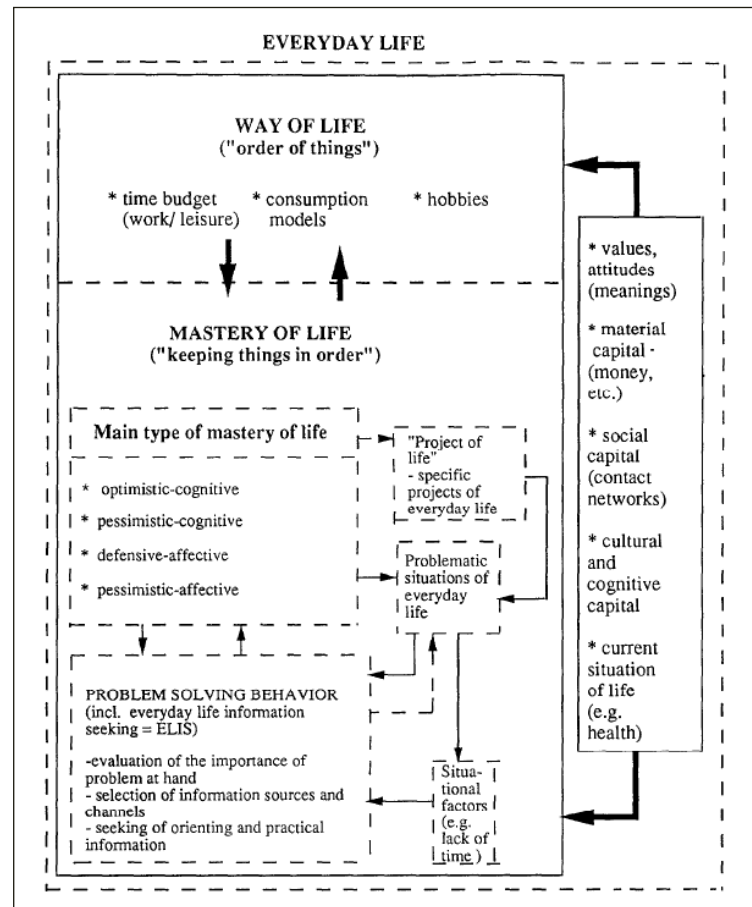 EVERYDAY LIFE
WAY OF LIFE
("order of things")
* time budget
(work/ leisure)
* consumption
models
* hobbies
MASTERY OF LIFE
("keeping things in order")
Main type of mastery of life
* optimistic-cognitive
* pessimistic-cognitive
* defensive-affective
* pessimistic-affective
"Project of
life"
- specific
projects of
everyday life
Problematic
situations of
everyday
life
PROBLEM SOLVING BEHAVIOR
(incl. everyday life information
seeking = ELIS)
-evaluation of the importance of
problem at hand
- selection of information sources and
channels
- seeking of orienting and practical
information
Situa-
tional
factors
(e.g.
lack of
time )
* values,
attitudes
(meanings)
* material
capital -
(money,
etc.)
* social
capital
(contact
networks)
* cultural
and
cognitive
capital
* current
situation
of life
(e.g.
health)